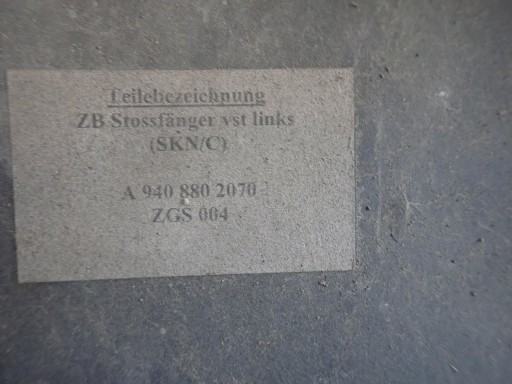 Teilebezeichnung
ZB Stossfänger vst links
(SKN/C)
A 940 880 2070
ZGS 004